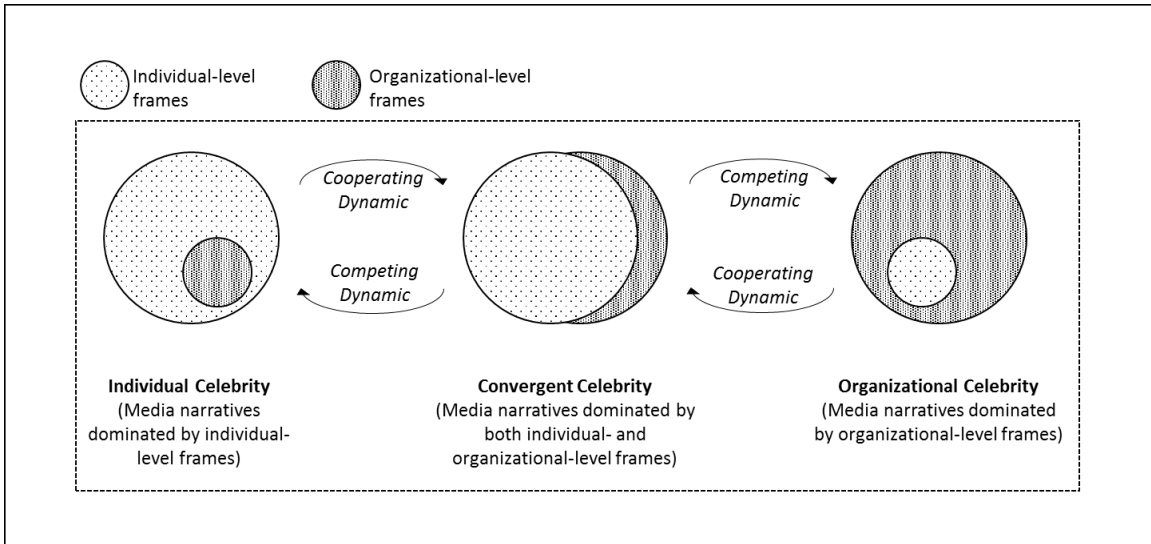 Individual-level
frames
Organizational-level
frames
Cooperating
Dynamic
Competing
Dynamic
Competing
Dynamic
Cooperating
Dynamic
Individual Celebrity
(Media narratives
dominated by individual-
level frames)
Convergent Celebrity
(Media narratives dominated by
both individual- and
organizational-level frames)
Organizational Celebrity
(Media narratives dominated
by organizational-level frames)